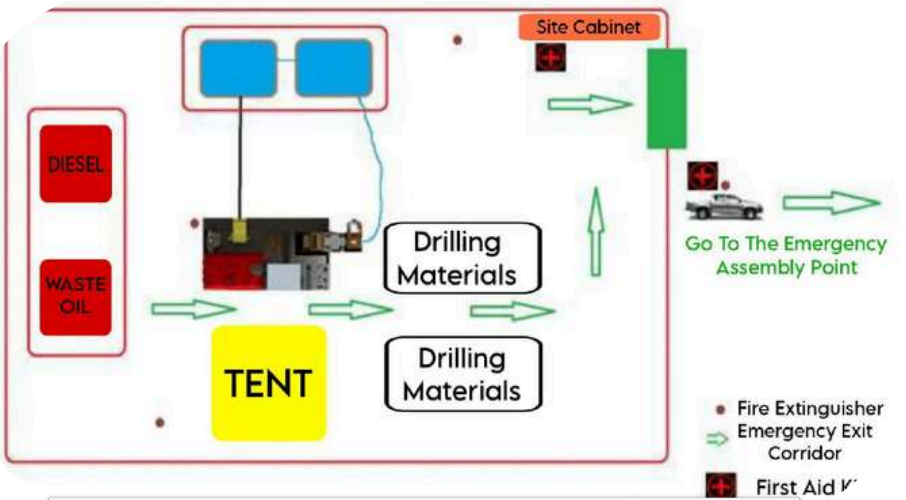 Site Cabinet
DIESEL
WASTE
OIL
Drilling
Materials
TENT
Drilling
Materials
Go To The Emergency
Assembly Point
Fire Extinguisher
Emergency Exit
Corridor
First Aid